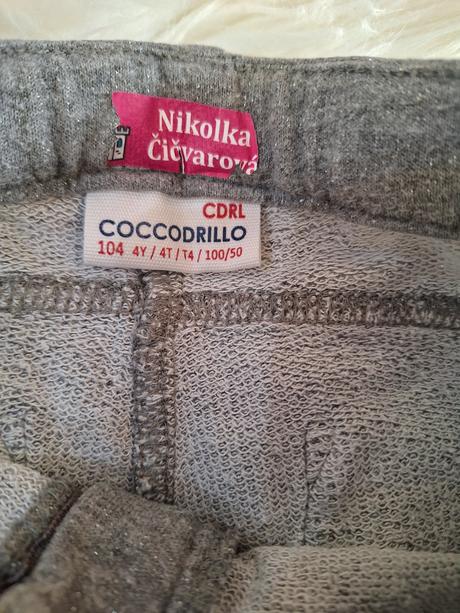 Nikolka
Čičvarová
CDRL
COCCODRILLO
104 4Y / 4T / T4 / 100/50